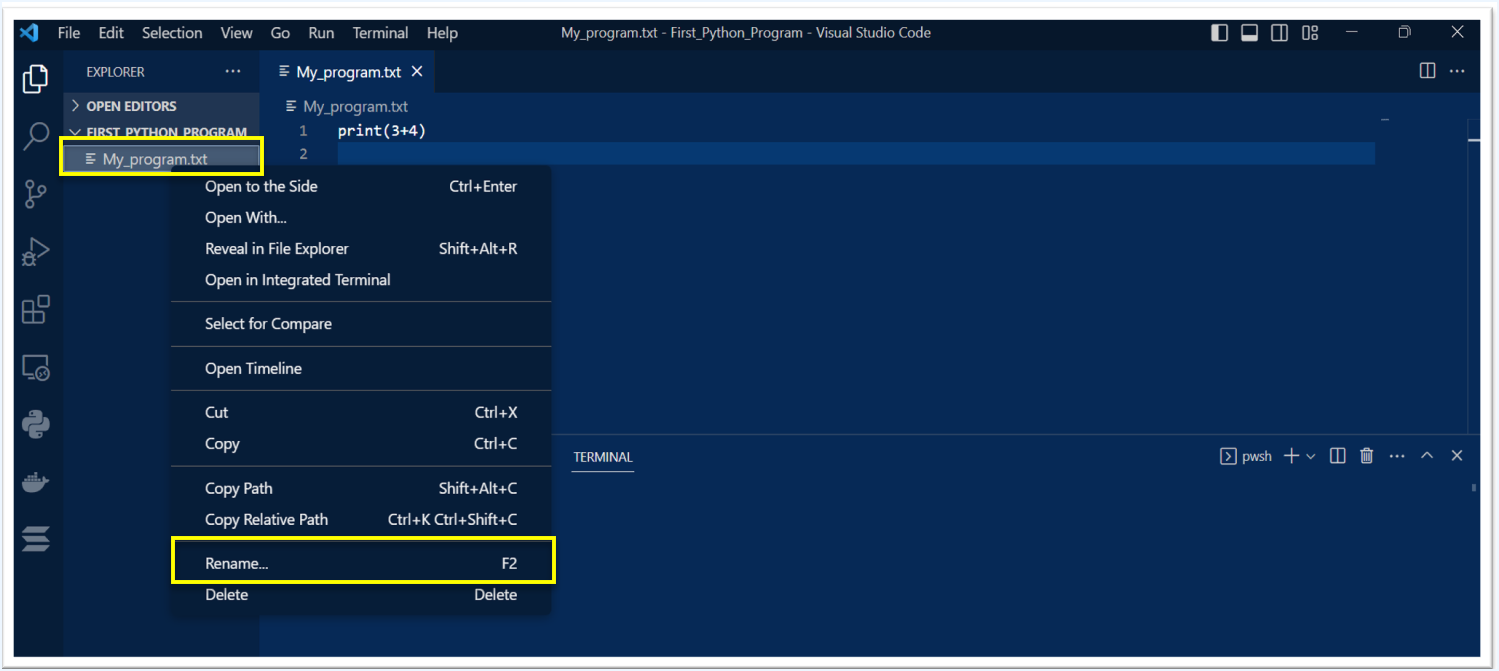 File Edit Selection View Go Run Terminal Help My_program.txt - First_Python_Program - Visual Studio Code
EXPLORER
My_program.txt
OPEN EDITORS
FIRST_PYTHON_PROGRAM
My_program.txt
My_program.txt
1 print(3+4)
2
Open to the Side Ctrl+Enter
Open With...
Reveal in File Explorer Shift+Alt+R
Open in Integrated Terminal
Select for Compare
Open Timeline
Cut Ctrl+X
Copy Ctrl+C
Copy Path Shift+Alt+C
Copy Relative Path Ctrl+K Ctrl+Shift+C
Rename... F2
Delete Delete
TERMINAL
pwsh